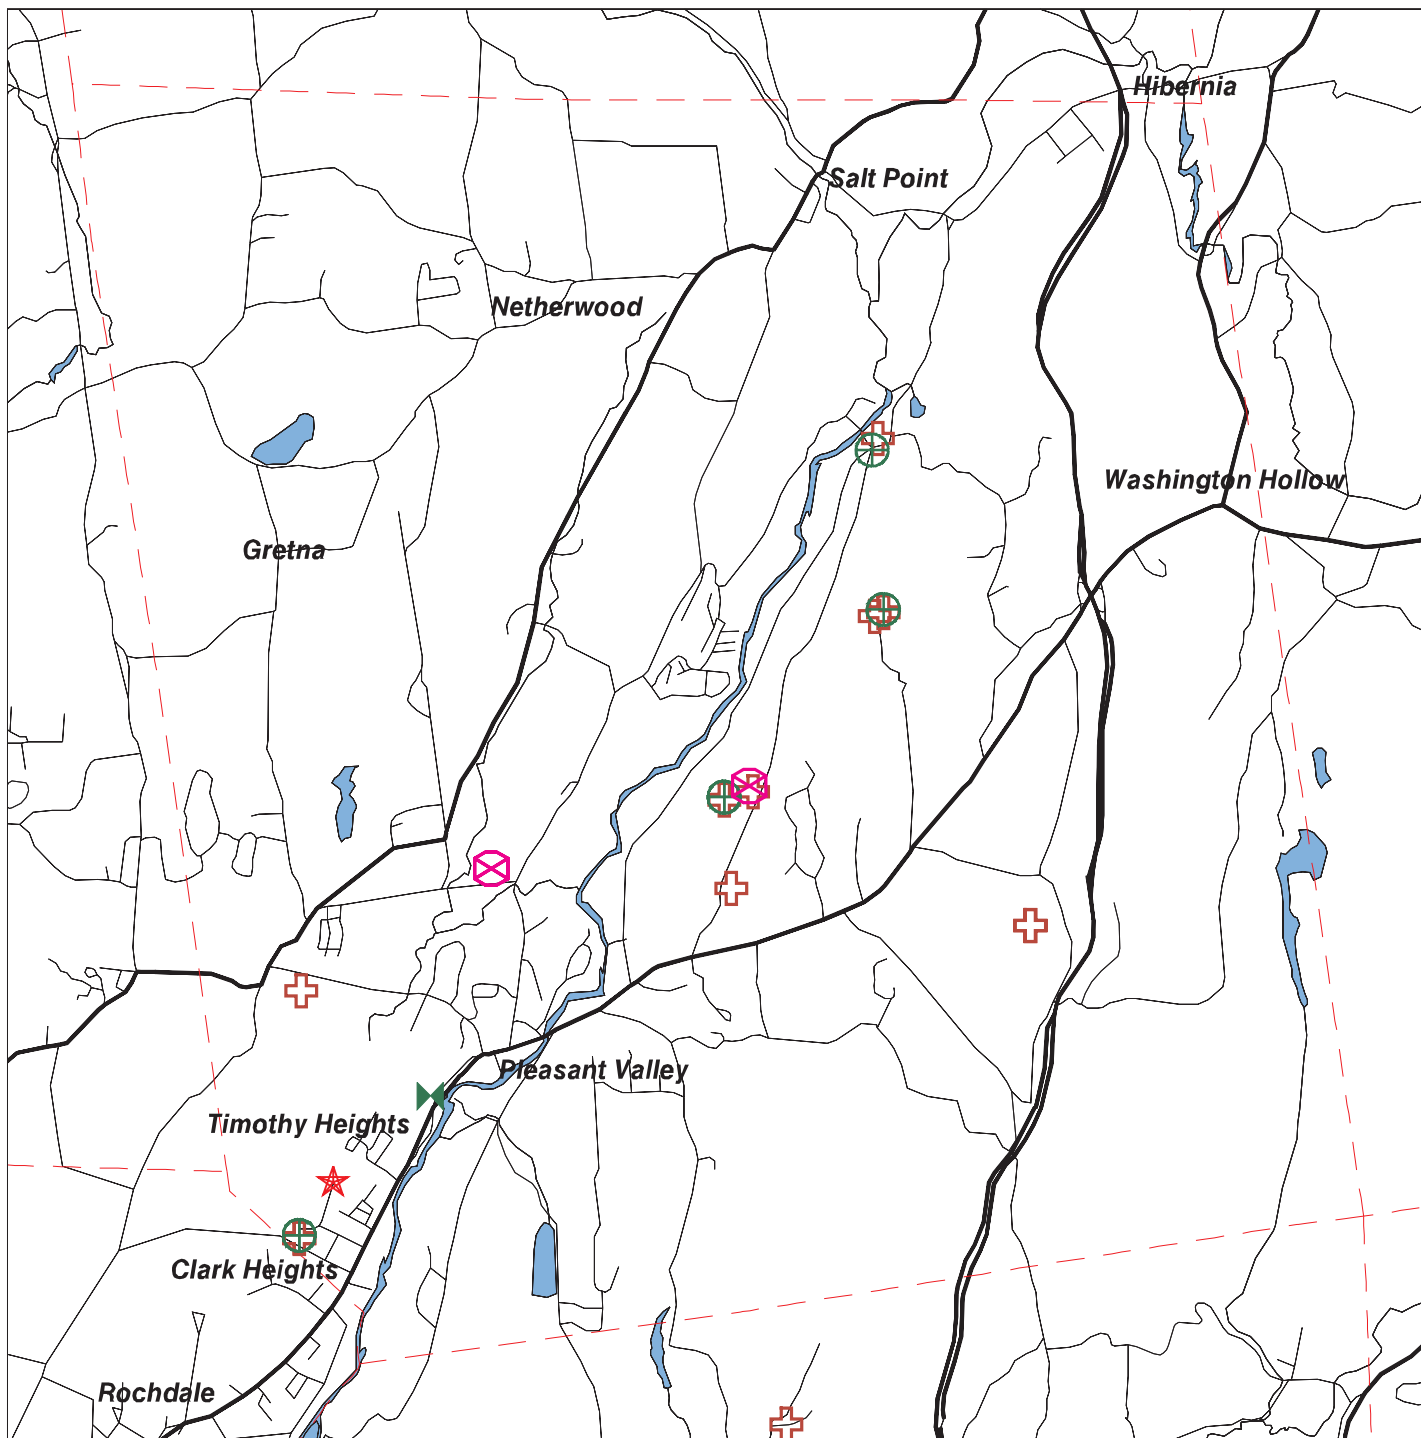 Hibernia
Salt Point
Netherwood
Washington Hollow
Gretna
Pleasant Valley
Timothy Heights
Clark Heights
Rochdale